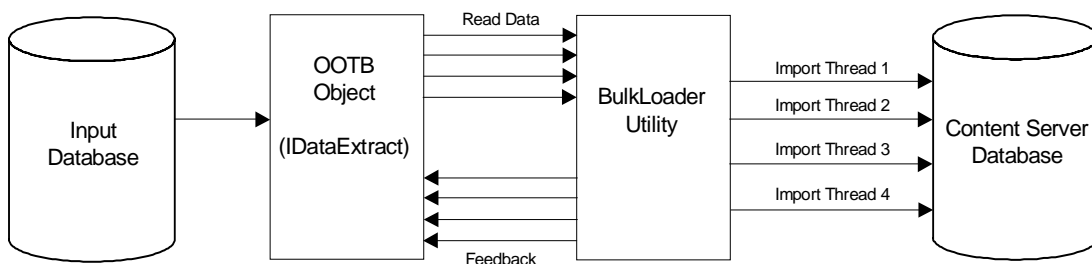 Input
Database
OOTB
Object
(IDataExtract)
Read Data
Feedback
BulkLoader
Utility
Import Thread 1
Import Thread 2
Import Thread 3
Import Thread 4
Content Server
Database